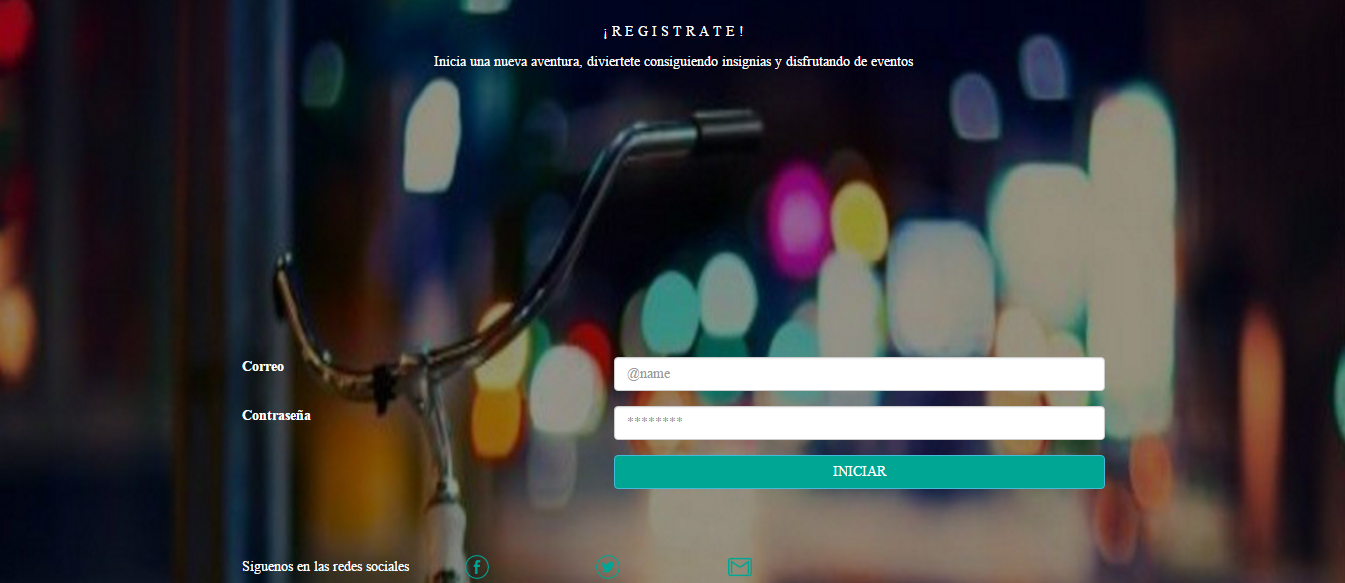 ¡REGISTRATE!
Inicia una nueva aventura, diviertete consiguiendo insignias y disfrutando de eventos
Correo
@name
Contraseña
********
INICIAR
Siguenos en las redes sociales